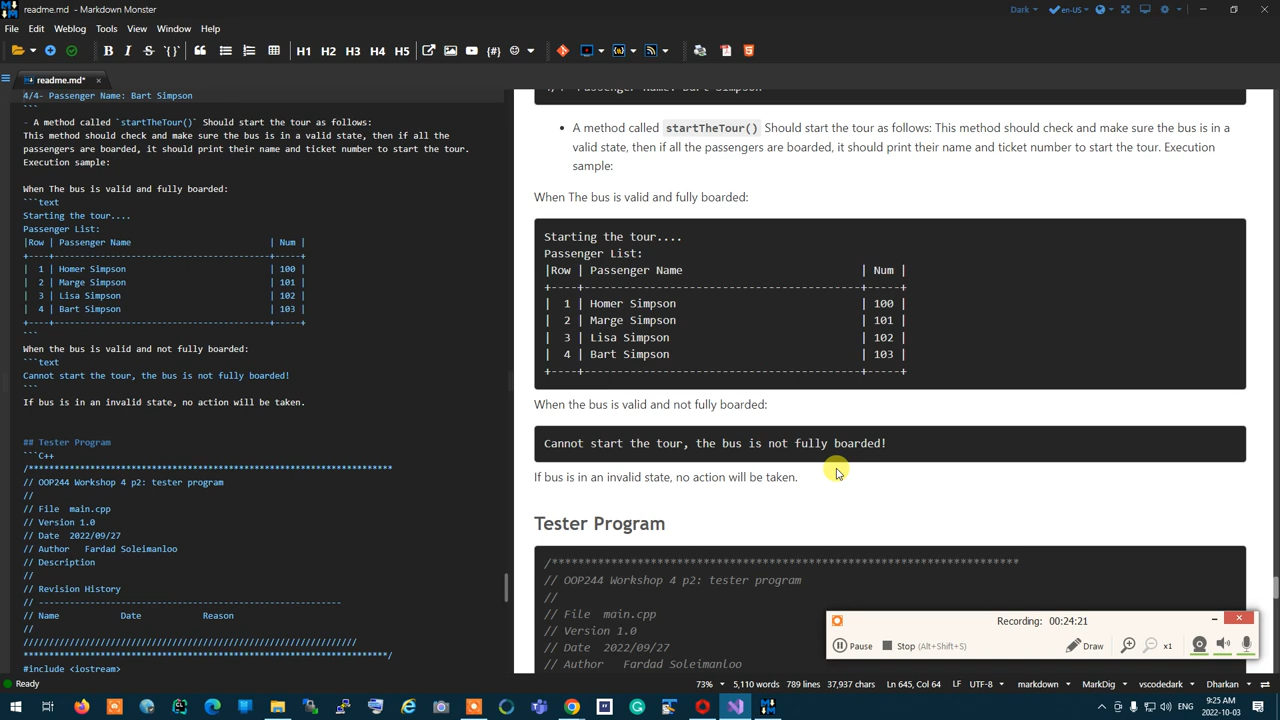 readme.md* - Markdown Monster
Dark
en-US
File Edit Weblog Tools Window Help
B I S `{} H1 H2 H3 H4 H5 {#}
readme.md*
4/4- Passenger Name: Bart Simpson
```
- A method called `startTheTour()` Should start the tour as follows:
This method should check and make sure the bus is in a valid state, then if all the
passengers are boarded, it should print their name and ticket number to start the tour.
Execution sample:
When The bus is valid and fully boarded:
```text
Starting the tour....
Passenger List:
|Row | Passenger Name | Num |
+----+------------------------------------------+-----+
| 1 | Homer Simpson | 100 |
| 2 | Marge Simpson | 101 |
| 3 | Lisa Simpson | 102 |
| 4 | Bart Simpson | 103 |
+----+------------------------------------------+-----+
```
When the bus is valid and not fully boarded:
```text
Cannot start the tour, the bus is not fully boarded!
```
If bus is in an invalid state, no action will be taken.
## Tester Program
```C++
/***********************************************************************
// OOP244 Workshop 4 p2: tester program
//
// File main.cpp
// Version 1.0
// Date 2022/09/27
// Author Fardad Soleimanloo
// Description
//
// Revision History
// -----------------------------------------------------------
// Name Date Reason
//
/////////////////////////////////////////////////////////////////
***********************************************************************/
#include <iostream>
4/4- Passenger Name: Bart Simpson
• A method called startTheTour() Should start the tour as follows: This method should check and make sure the bus is in a
valid state, then if all the passengers are boarded, it should print their name and ticket number to start the tour. Execution
sample:
When The bus is valid and fully boarded:
Starting the tour....
Passenger List:
|Row | Passenger Name | Num |
+----+------------------------------------------+-----+
| 1 | Homer Simpson | 100 |
| 2 | Marge Simpson | 101 |
| 3 | Lisa Simpson | 102 |
| 4 | Bart Simpson | 103 |
+----+------------------------------------------+-----+
When the bus is valid and not fully boarded:
Cannot start the tour, the bus is not fully boarded!
If bus is in an invalid state, no action will be taken.
Tester Program
/***********************************************************************
// OOP244 Workshop 4 p2: tester program
//
// File main.cpp
// Version 1.0
// Date 2022/09/27
// Author Fardad Soleimanloo
Recording: 00:24:21
Pause Stop (Alt+Shift+S) Draw x1
Ready 73% 5,110 words 789 lines 37,937 chars Ln 645, Col 64 LF UTF-8 markdown MarkDig vscodedark Dharkan
ENG 9:25 AM
2022-10-03